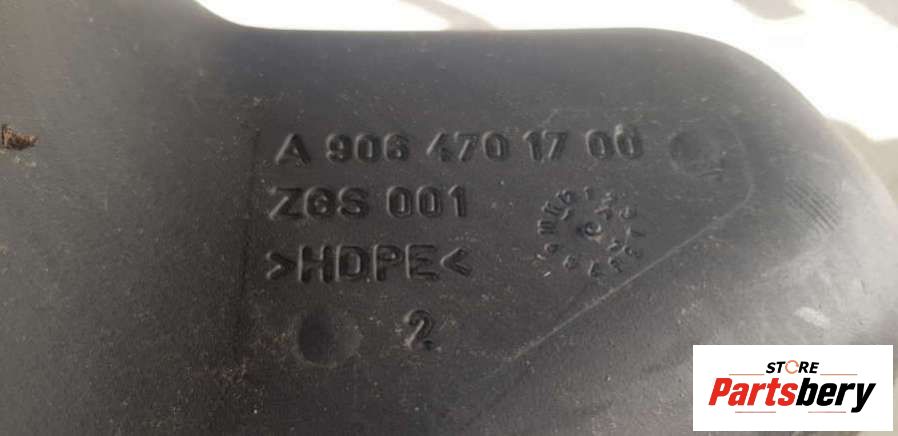 A 906 470 17 00
ZGS 001
>HDPE<
2
STORE
Partsbery